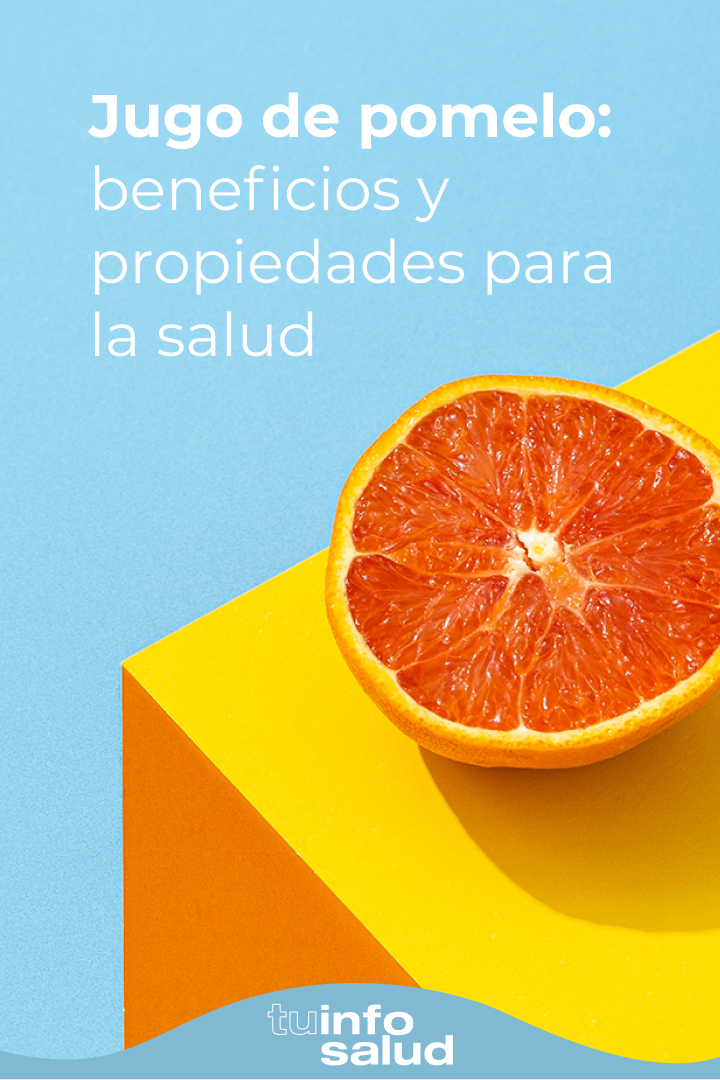 Jugo de pomelo:
beneficios y
propiedades para
la salud
tuinfo
salud